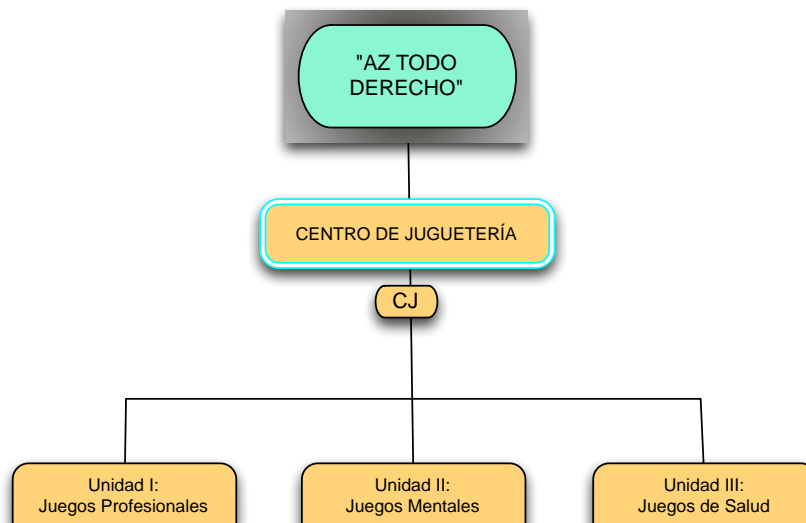 "AZ TODO
DERECHO"
CENTRO DE JUGUETERÍA
CJ
Unidad I:
Juegos Profesionales
Unidad II:
Juegos Mentales
Unidad III:
Juegos de Salud